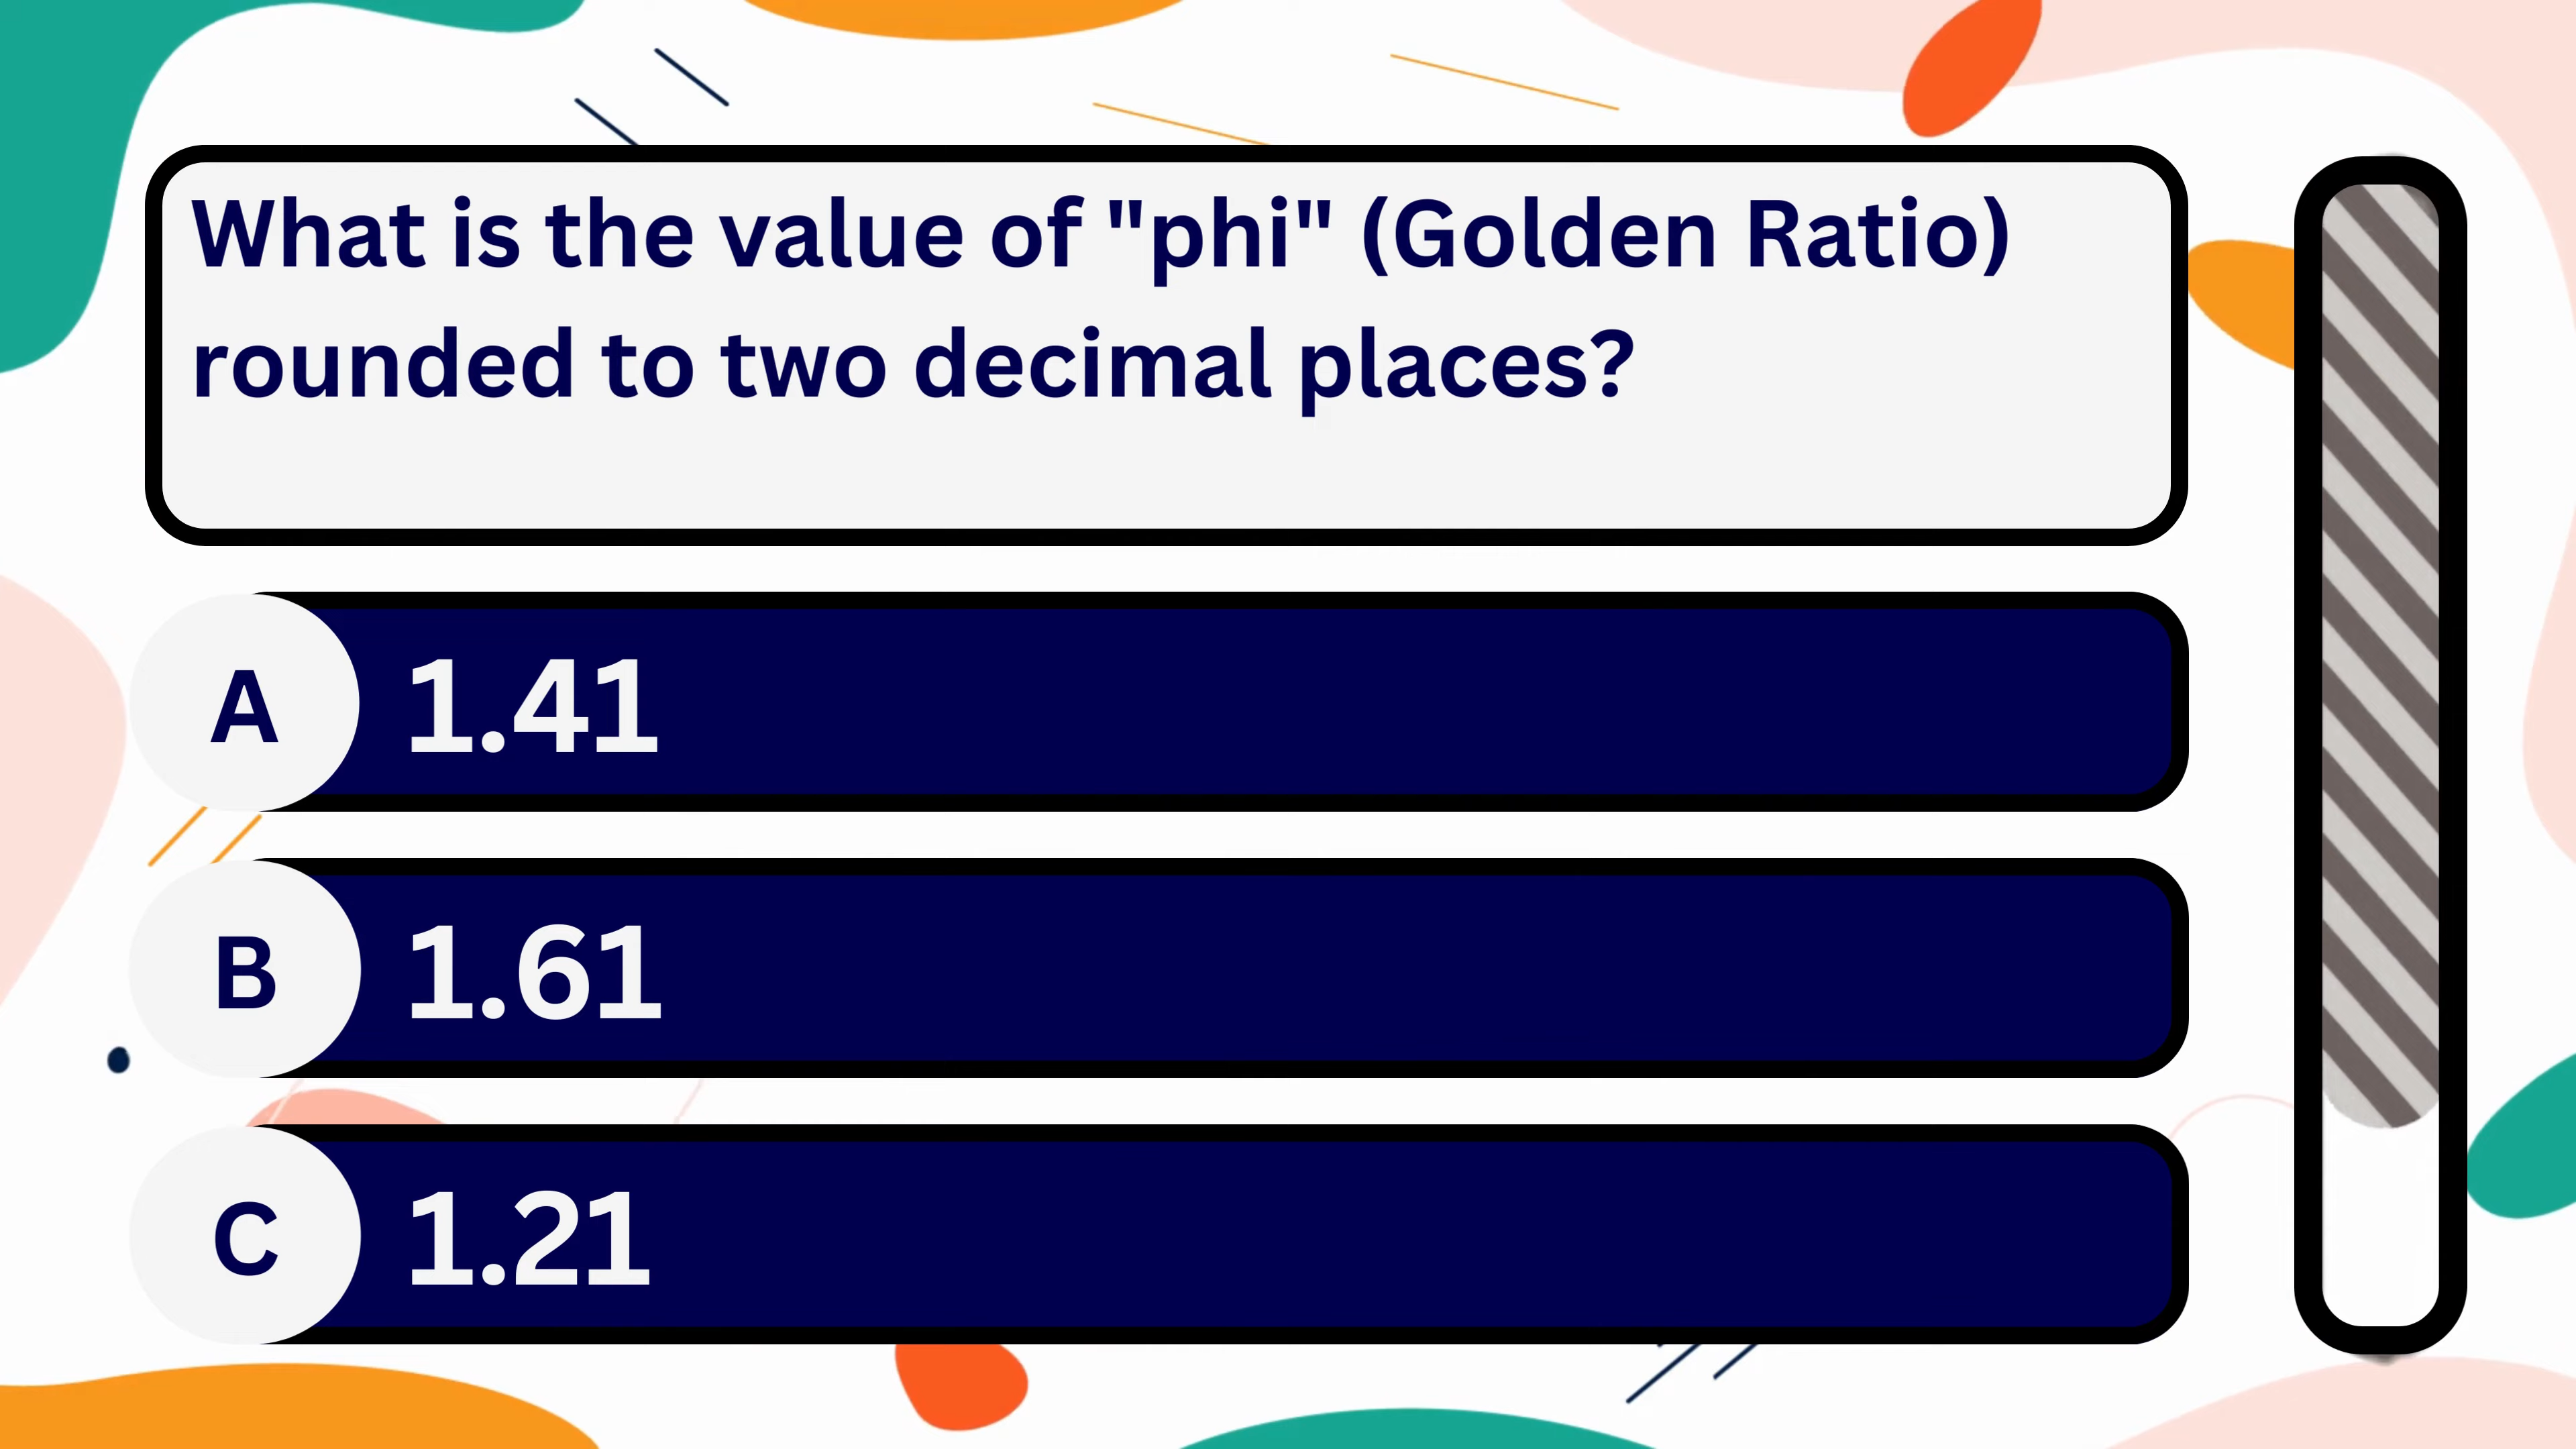 What is the value of "phi" (Golden Ratio)
rounded to two decimal places?
A 1.41
B 1.61
C 1.21